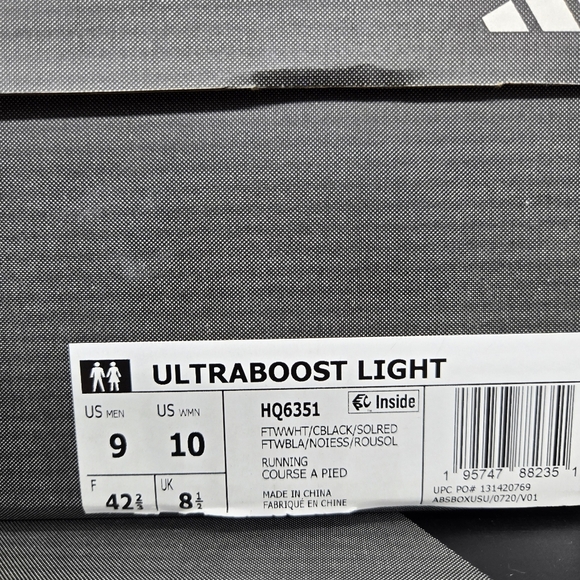 ULTRABOOST LIGHT
US MEN US WMN
9 10
F UK
42 2/3 8 1/2
HQ6351 Inside
FTWWHT/CBLACK/SOLRED
FTWBLA/NOIESS/ROUSOL
RUNNING
COURSE A PIED
MADE IN CHINA
FABRIQUÉ EN CHINE
1 95747 88235 1
UPC PO# 131420769
ABSBOXUSU/0720/V01